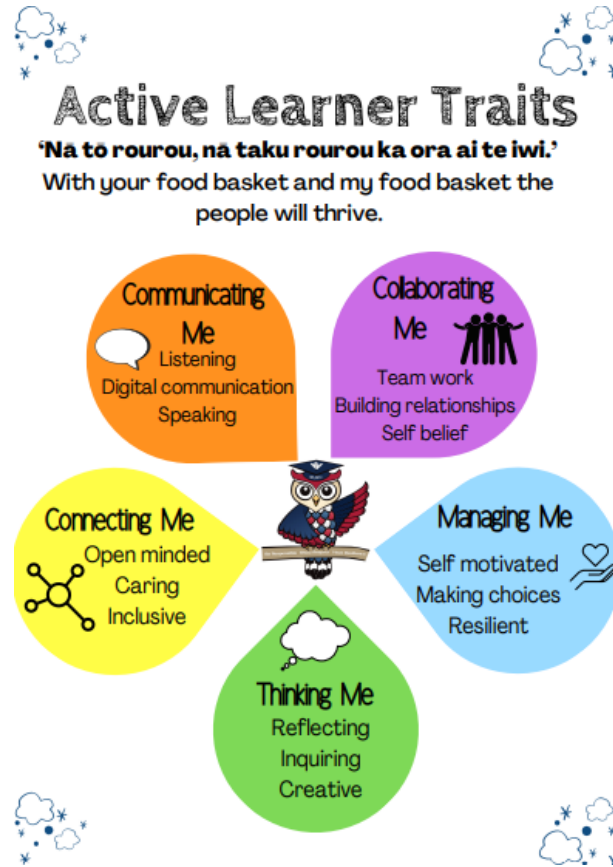 Active Learner Traits
‘Nā tō rourou, nā taku rourou ka ora ai te iwi.’
With your food basket and my food basket the
people will thrive.
Communicating
Me
Listening
Digital communication
Speaking
Collaborating
Me
Team work
Building relationships
Self belief
Connecting Me
Open minded
Caring
Inclusive
Managing Me
Self motivated
Making choices
Resilient
Thinking Me
Reflecting
Inquiring
Creative